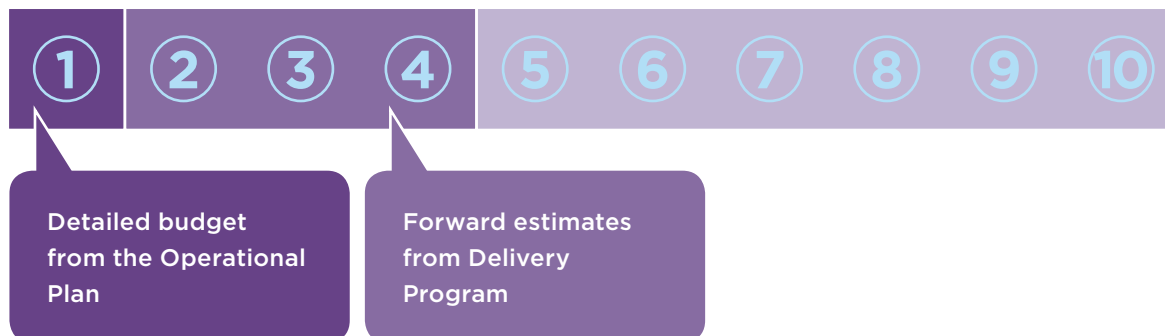 1 2 3 4 5 6 7 8 9 10
Detailed budget
from the Operational
Plan
Forward estimates
from Delivery
Program